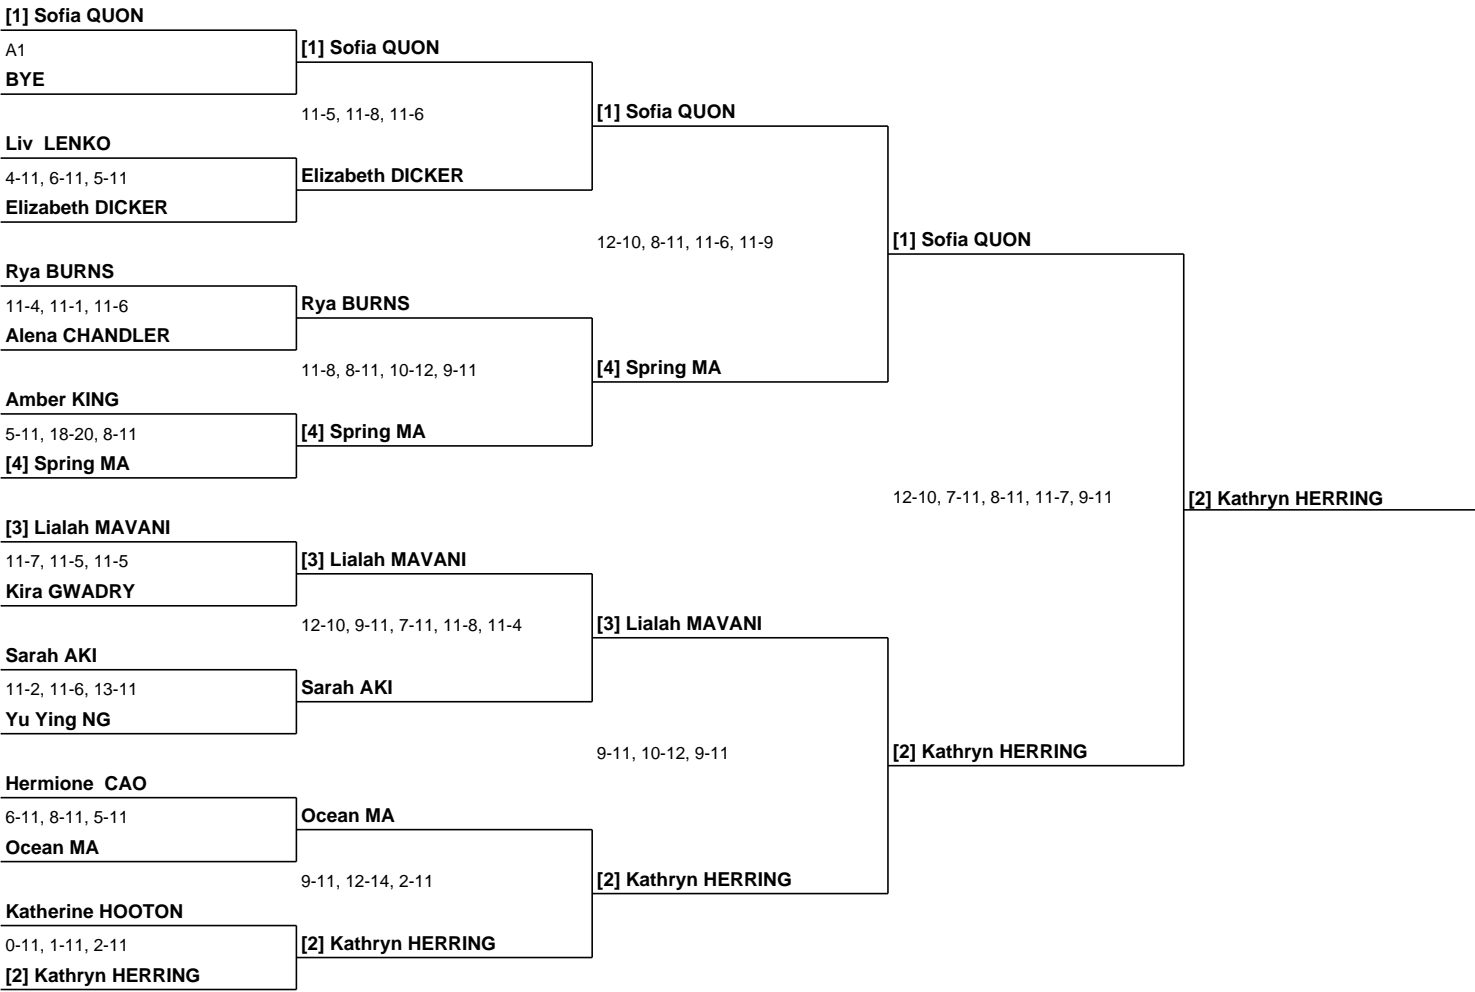 [1] Sofia QUON
A1
BYE
Liv  LENKO
4-11, 6-11, 5-11
Elizabeth DICKER
Rya BURNS
11-4, 11-1, 11-6
Alena CHANDLER
Amber KING
5-11, 18-20, 8-11
[4] Spring MA
[3] Lialah MAVANI
11-7, 11-5, 11-5
Kira GWADRY
Sarah AKI
11-2, 11-6, 13-11
Yu Ying NG
Hermione  CAO
6-11, 8-11, 5-11
Ocean MA
Katherine HOOTON
0-11, 1-11, 2-11
[2] Kathryn HERRING
[1] Sofia QUON
11-5, 11-8, 11-6
Elizabeth DICKER
Rya BURNS
11-8, 8-11, 10-12, 9-11
[4] Spring MA
[3] Lialah MAVANI
12-10, 9-11, 7-11, 11-8, 11-4
Sarah AKI
Ocean MA
9-11, 12-14, 2-11
[2] Kathryn HERRING
[1] Sofia QUON
12-10, 8-11, 11-6, 11-9
[4] Spring MA
[3] Lialah MAVANI
9-11, 10-12, 9-11
[2] Kathryn HERRING
[1] Sofia QUON
12-10, 7-11, 8-11, 11-7, 9-11
[2] Kathryn HERRING
[2] Kathryn HERRING